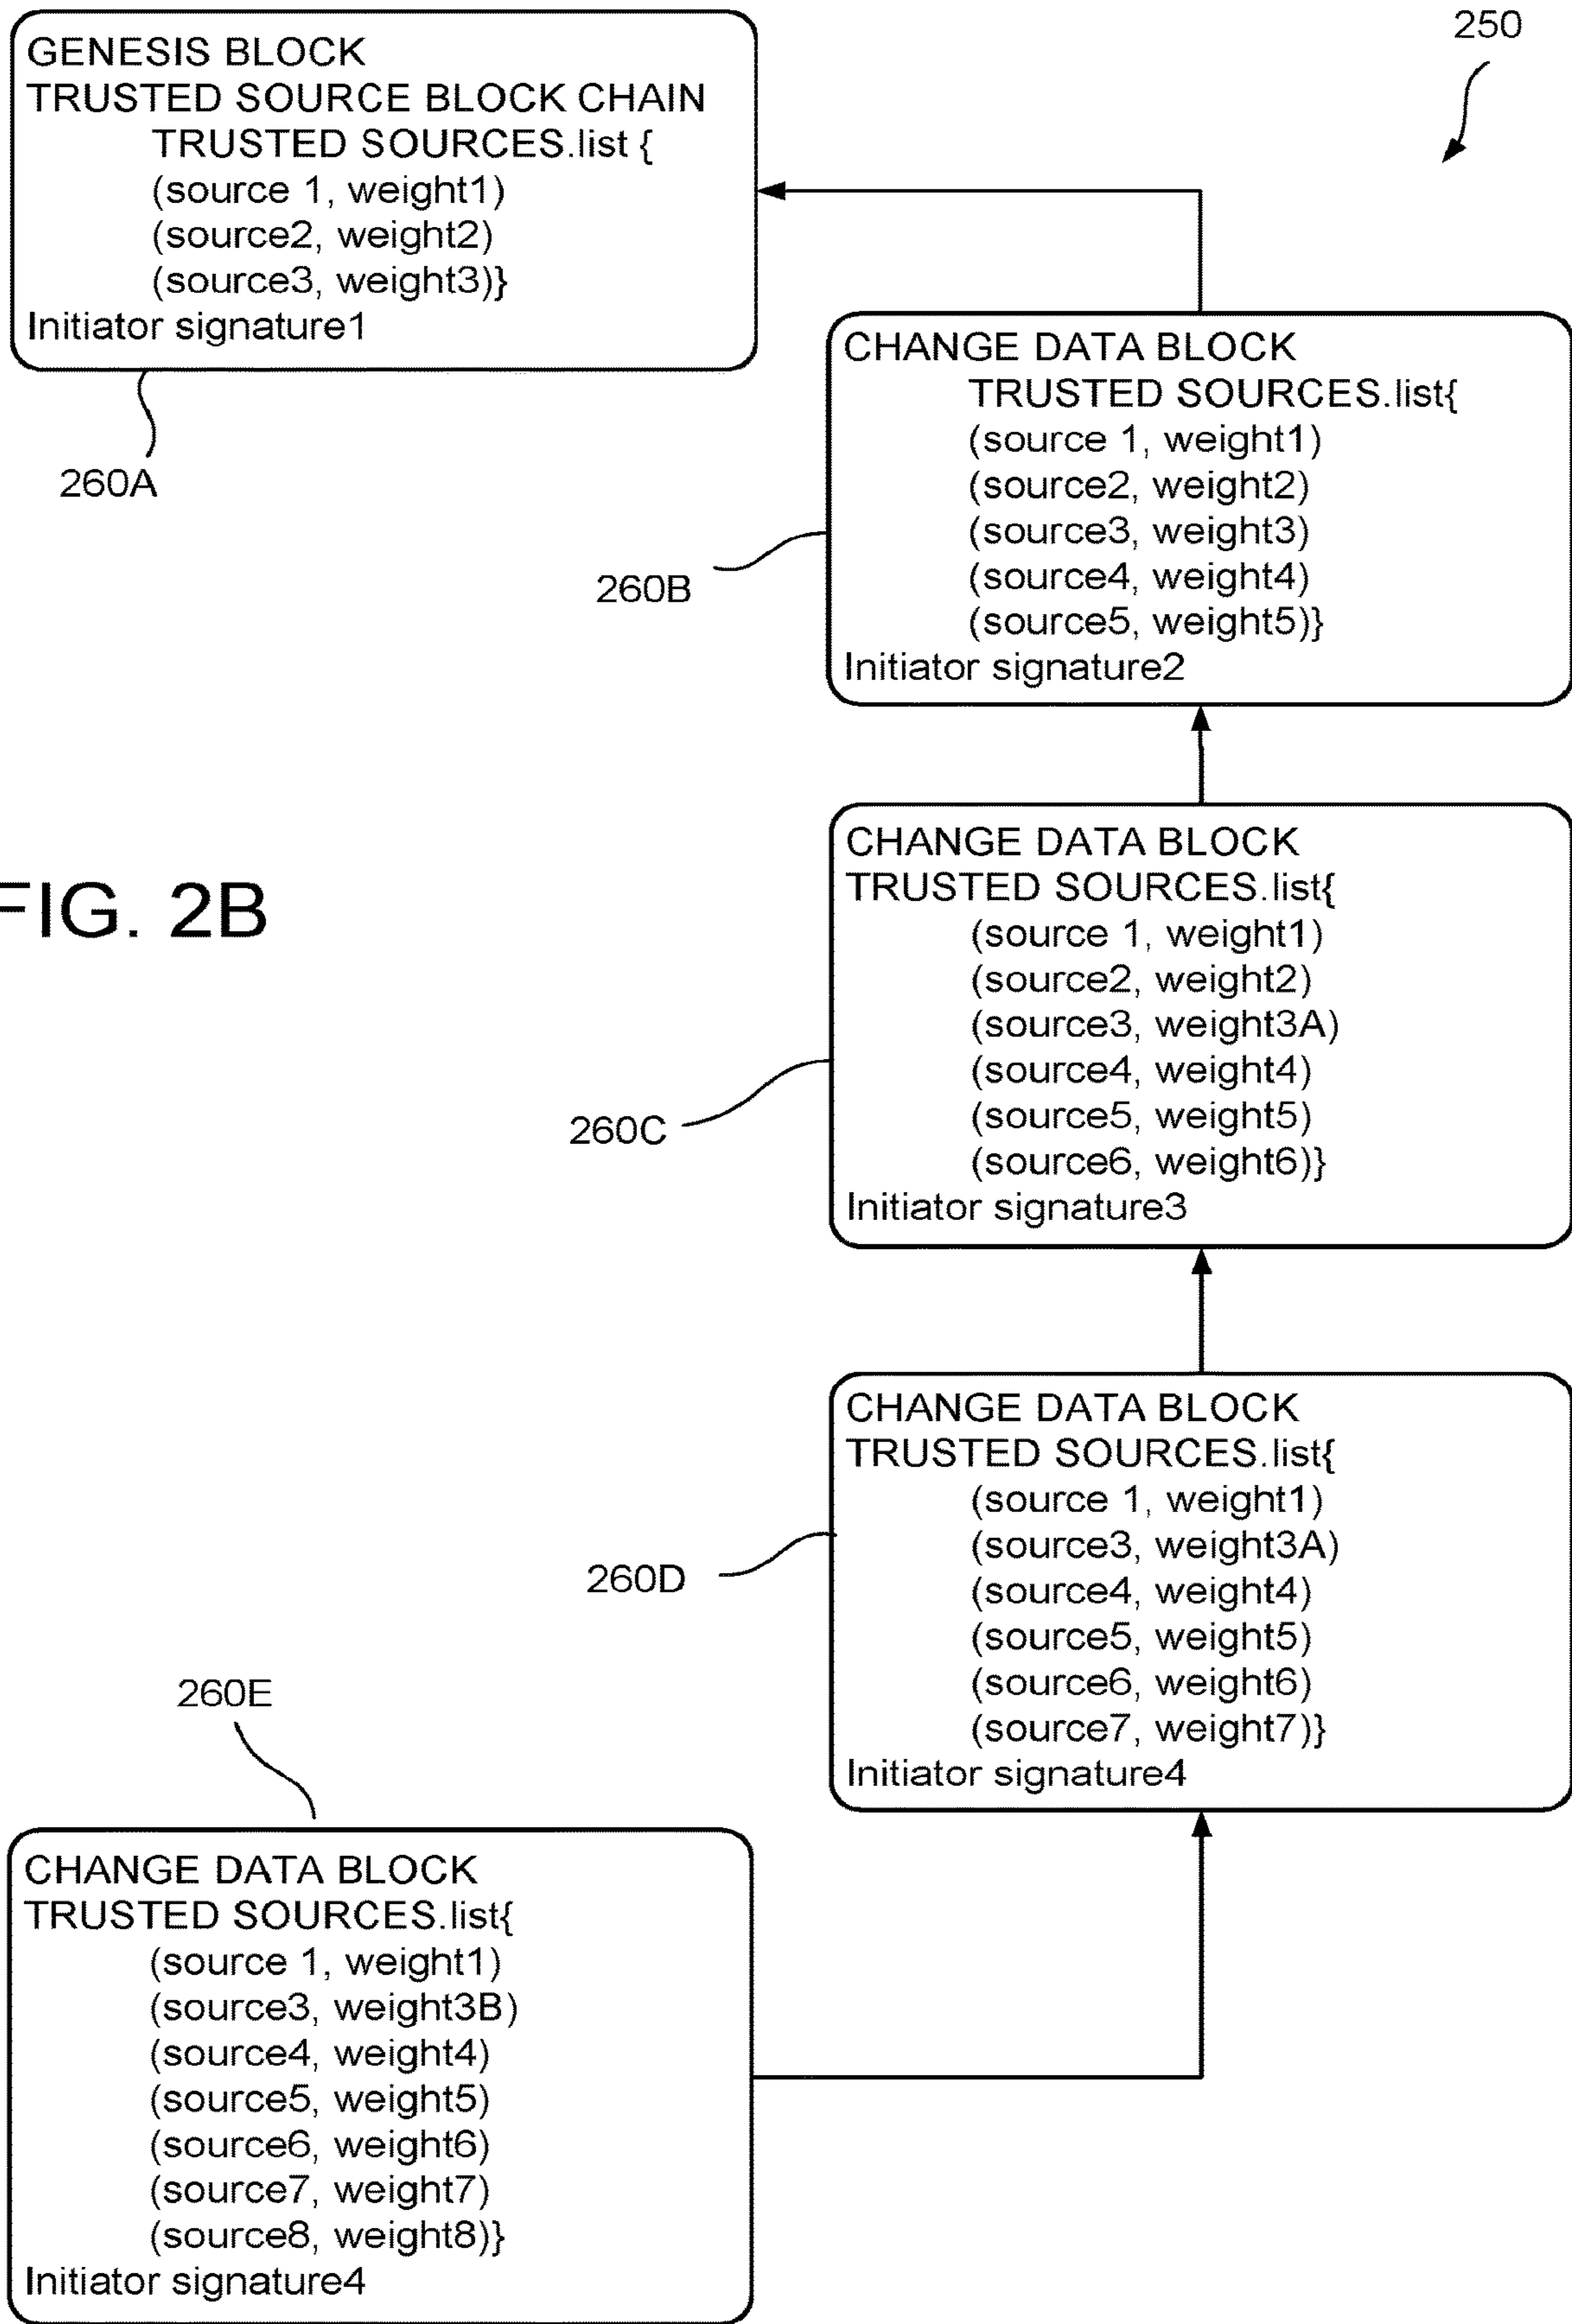 GENESIS BLOCK
TRUSTED SOURCE BLOCK CHAIN
TRUSTED SOURCES.list {
(source 1, weight1)
(source2, weight2)
(source3, weight3)}
Initiator signature1
260A
250
CHANGE DATA BLOCK
TRUSTED SOURCES.list{
(source 1, weight1)
(source2, weight2)
(source3, weight3)
(source4, weight4)
(source5, weight5)}
Initiator signature2
260B
FIG. 2B
CHANGE DATA BLOCK
TRUSTED SOURCES.list{
(source 1, weight1)
(source2, weight2)
(source3, weight3A)
(source4, weight4)
(source5, weight5)
(source6, weight6)}
Initiator signature3
260C
CHANGE DATA BLOCK
TRUSTED SOURCES.list{
(source 1, weight1)
(source3, weight3A)
(source4, weight4)
(source5, weight5)
(source6, weight6)
(source7, weight7)}
Initiator signature4
260D
260E
CHANGE DATA BLOCK
TRUSTED SOURCES.list{
(source 1, weight1)
(source3, weight3B)
(source4, weight4)
(source5, weight5)
(source6, weight6)
(source7, weight7)
(source8, weight8)}
Initiator signature4